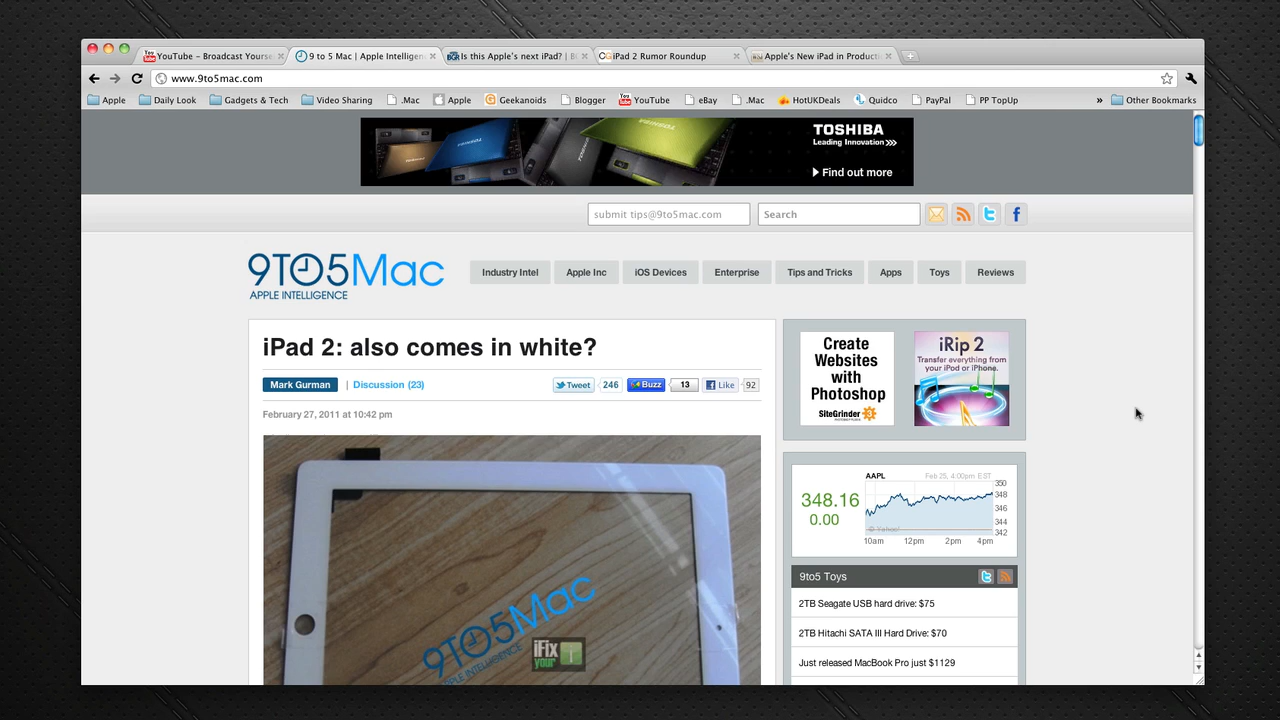 YouTube - Broadcast Yourse
9 to 5 Mac | Apple Intelligen
Is this Apple's next iPad? | B
iPad 2 Rumor Roundup
Apple's New iPad in Producti
www.9to5mac.com
Apple
Daily Look
Gadgets & Tech
Video Sharing
.Mac
Apple
Geekanoids
Blogger
YouTube
eBay
.Mac
HotUKDeals
Quidco
PayPal
PP TopUp
»
Other Bookmarks
TOSHIBA
Leading Innovation >>>
Find out more
submit tips@9to5mac.com
Search
9TO5Mac
APPLE INTELLIGENCE
Industry Intel
Apple Inc
iOS Devices
Enterprise
Tips and Tricks
Apps
Toys
Reviews
iPad 2: also comes in white?
Mark Gurman | Discussion (23)
Tweet 246
Buzz 13
Like 92
February 27, 2011 at 10:42 pm
9TO5Mac
APPLE INTELLIGENCE
iFix
your
Create
Websites
with
Photoshop
SiteGrinder 3
iRip 2
Transfer everything from
your iPod or iPhone.
AAPL
Feb 25, 4:00pm EST
348.16
0.00
350
348
346
344
342
© Yahoo!
10am 12pm 2pm 4pm
9to5 Toys
2TB Seagate USB hard drive: $75
2TB Hitachi SATA III Hard Drive: $70
Just released MacBook Pro just $1129